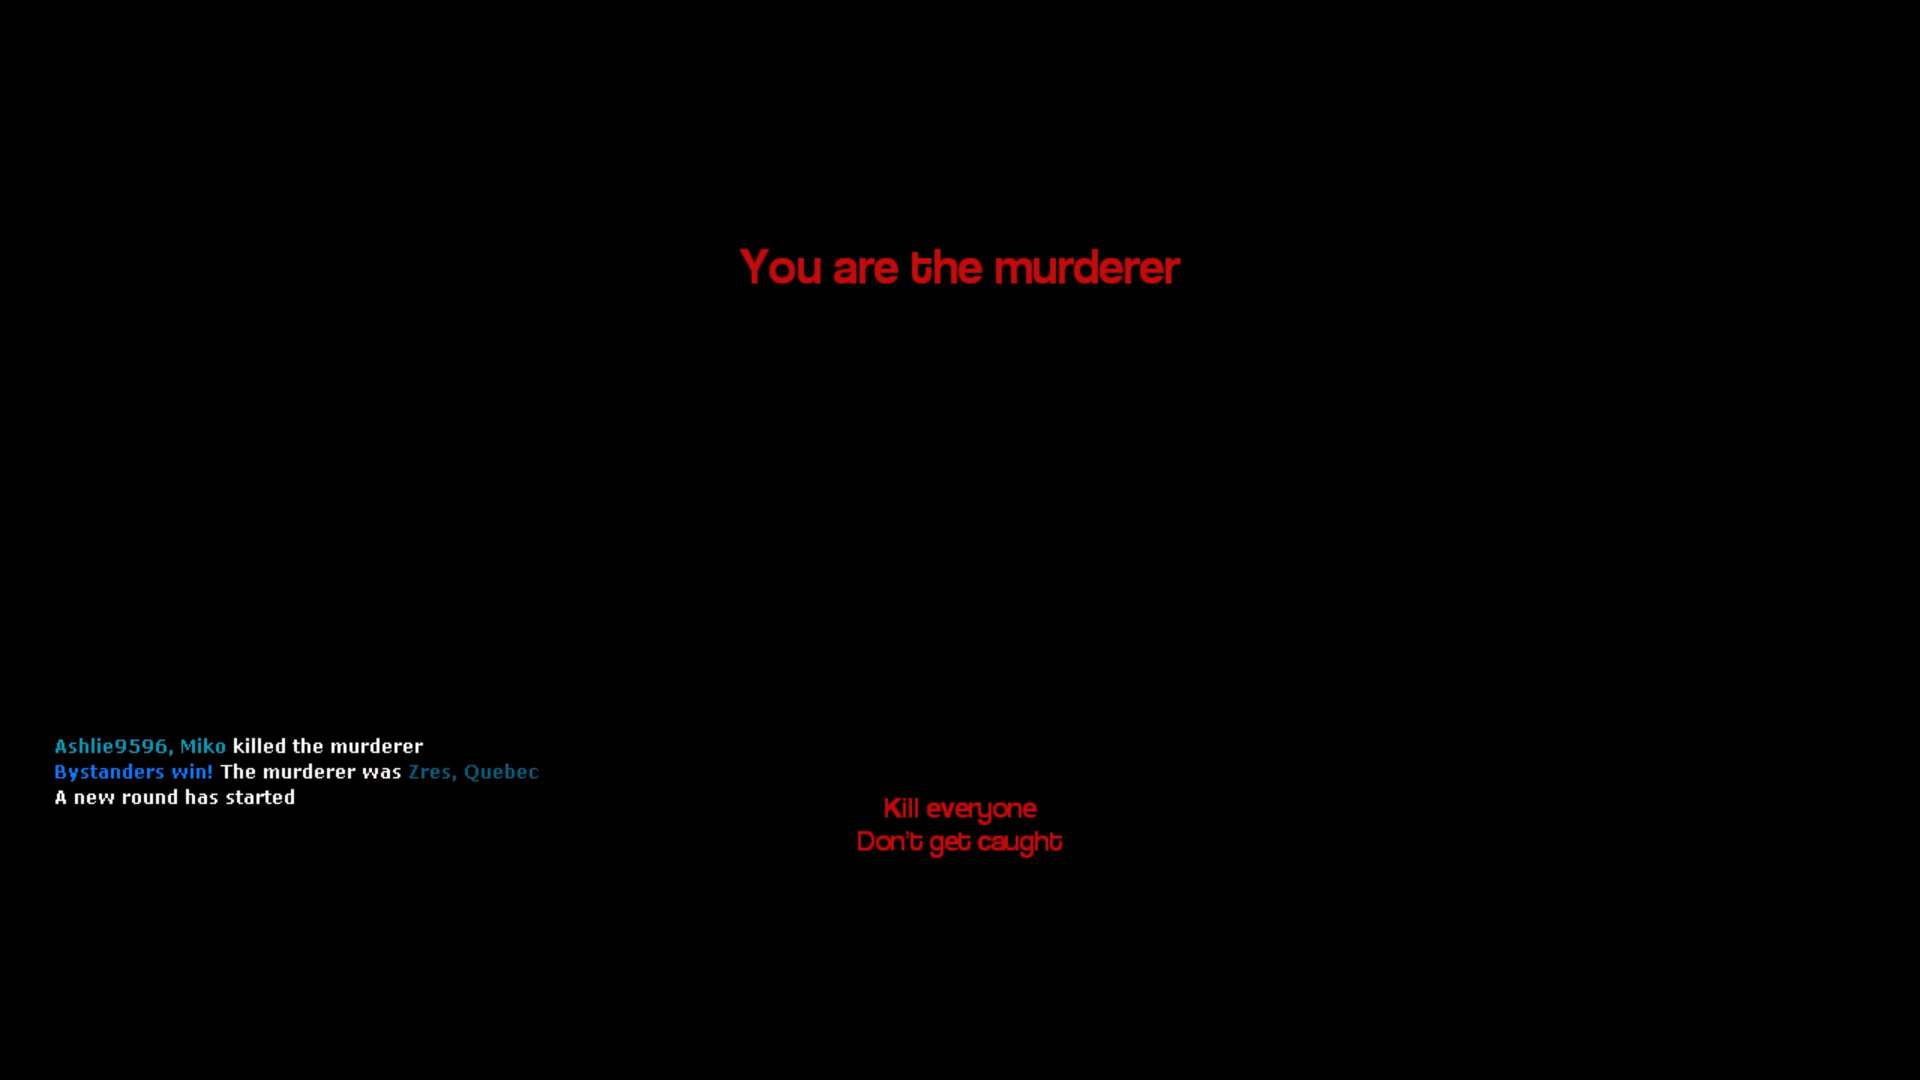 You are the murderer
Ashlie9596, Miko killed the murderer
Bystanders win! The murderer was Zres, Quebec
A new round has started
Kill everyone
Don't get caught